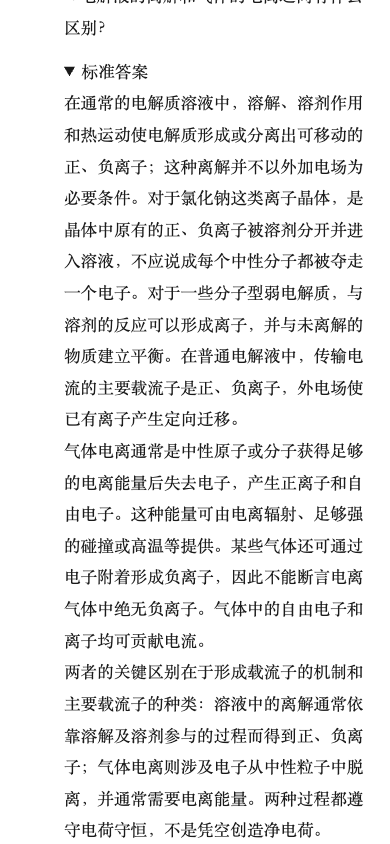 电解液的离解和气体的电离之间有什么
区别?
▼ 标准答案
在通常的电解质溶液中，溶解、溶剂作用
和热运动使电解质形成或分离出可移动的
正、负离子；这种离解并不以外加电场为
必要条件。对于氯化钠这类离子晶体，是
晶体中原有的正、负离子被溶剂分开并进
入溶液，不应说成每个中性分子都被夺走
一个电子。对于一些分子型弱电解质，与
溶剂的反应可以形成离子，并与未离解的
物质建立平衡。在普通电解液中，传输电
流的主要载流子是正、负离子，外电场使
已有离子产生定向迁移。
气体电离通常是中性原子或分子获得足够
的电离能量后失去电子，产生正离子和自
由电子。这种能量可由电离辐射、足够强
的碰撞或高温等提供。某些气体还可通过
电子附着形成负离子，因此不能断言电离
气体中绝无负离子。气体中的自由电子和
离子均可贡献电流。
两者的关键区别在于形成载流子的机制和
主要载流子的种类：溶液中的离解通常依
靠溶解及溶剂参与的过程而得到正、负离
子；气体电离则涉及电子从中性粒子中脱
离，并通常需要电离能量。两种过程都遵
守电荷守恒，不是凭空创造净电荷。